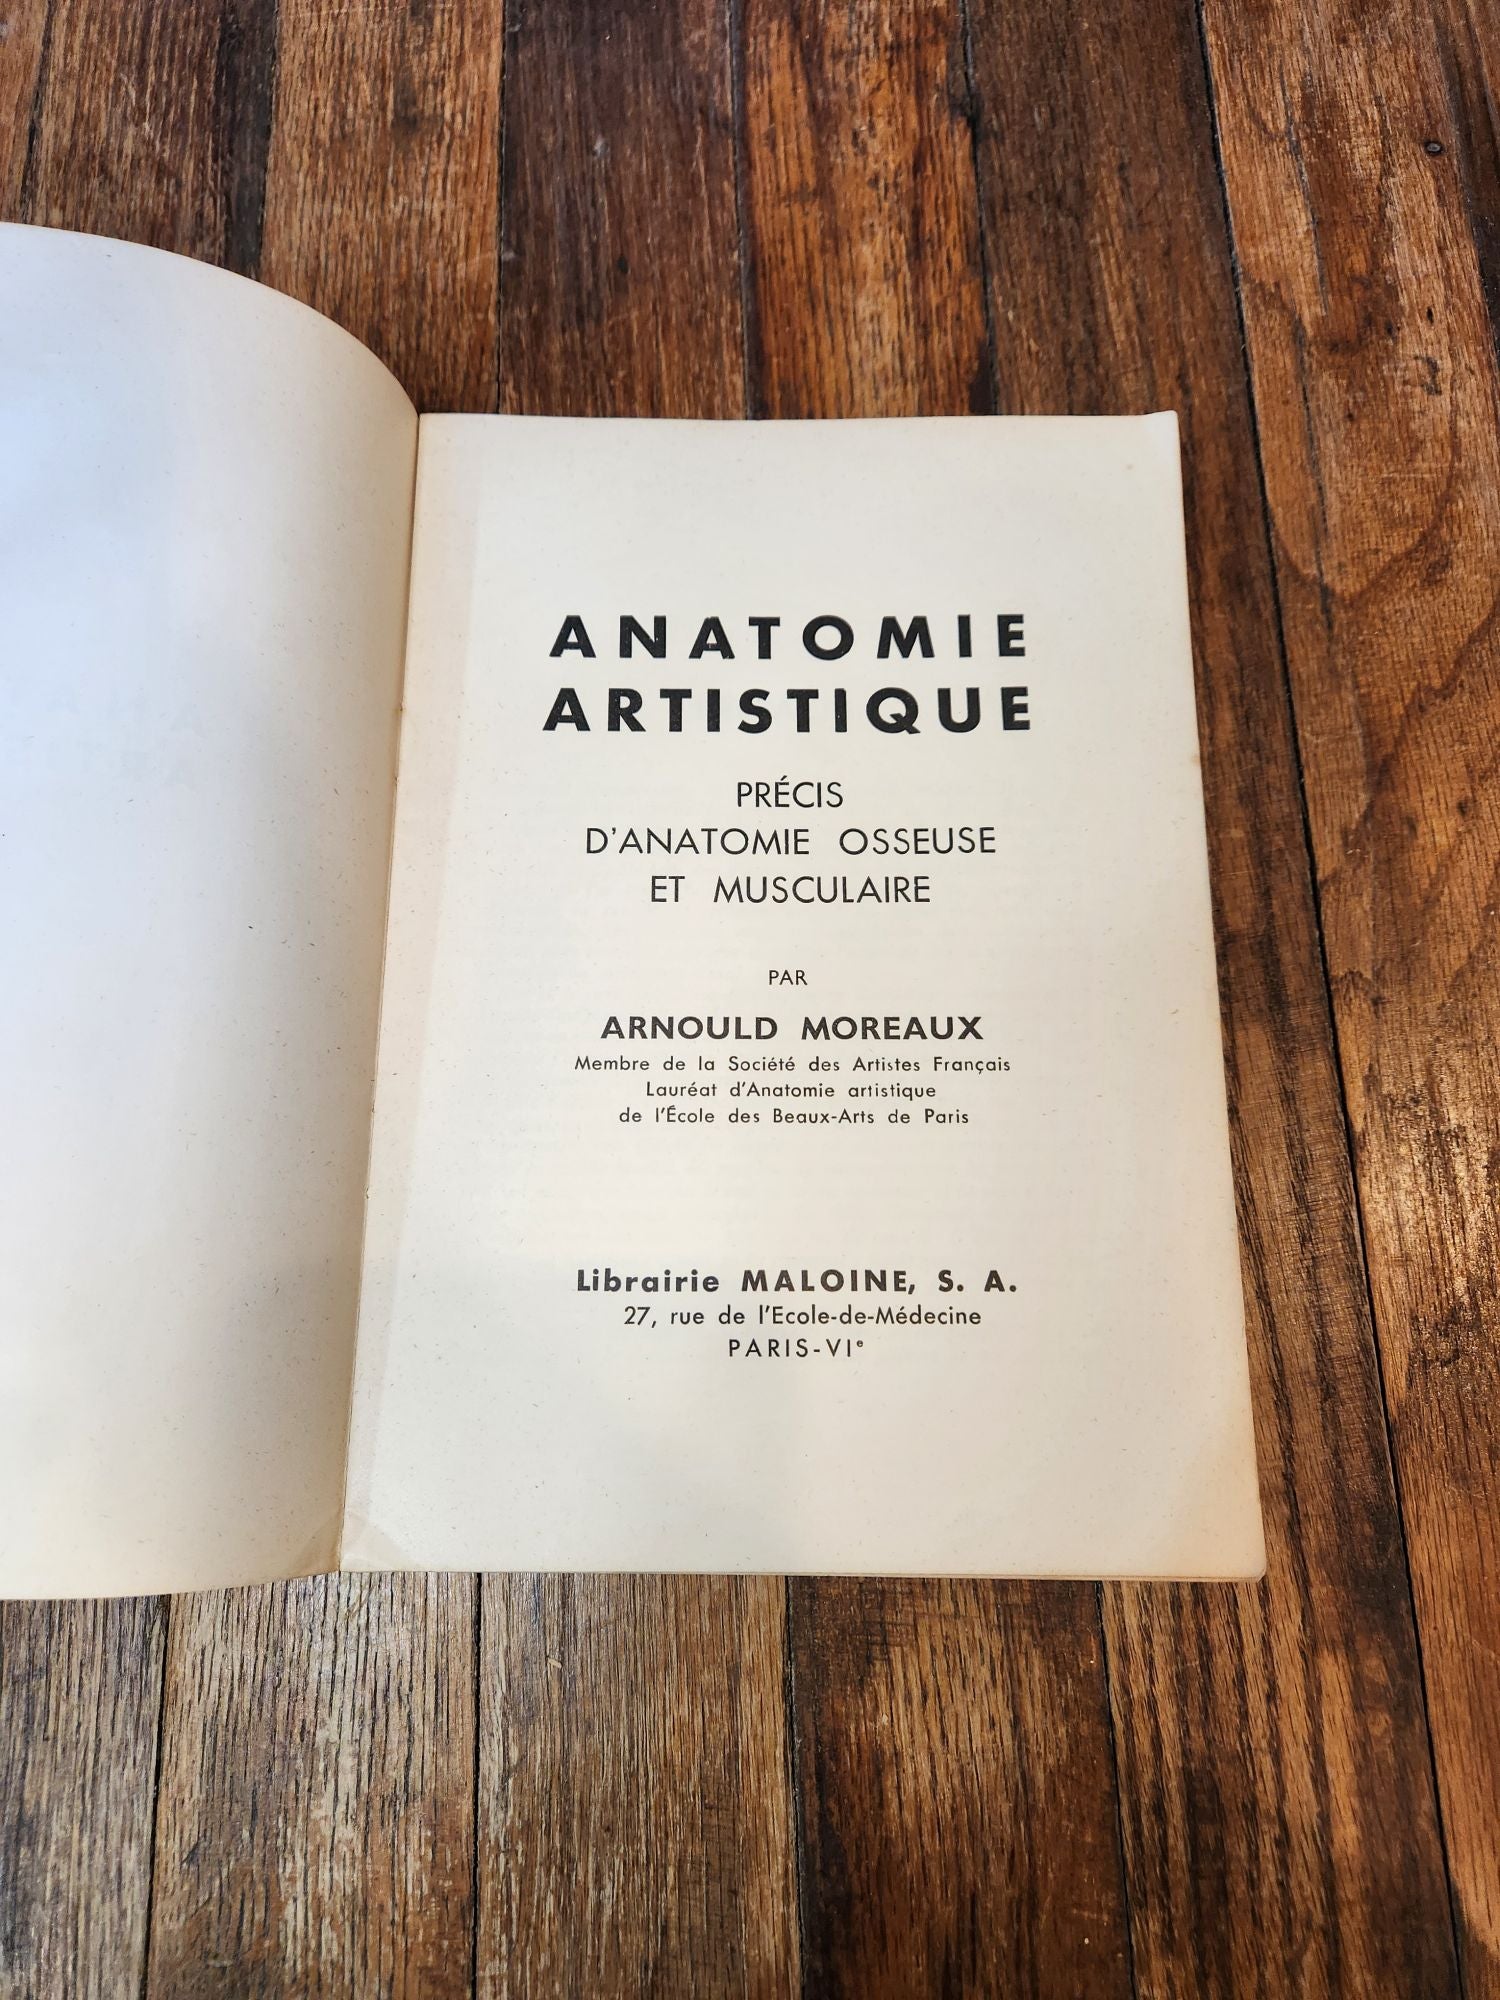 ANATOMIE
ARTISTIQUE
PRÉCIS
D'ANATOMIE OSSEUSE
ET MUSCULAIRE
PAR
ARNOULD MOREAUX
Membre de la Société des Artistes Français
Lauréat d'Anatomie artistique
de l'École des Beaux-Arts de Paris
Librairie MALOINE, S. A.
27, rue de l'Ecole-de-Médecine
PARIS-VIe